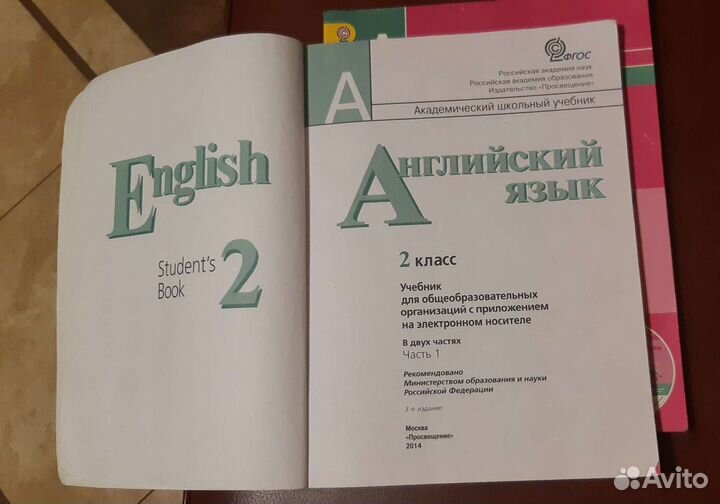 English
Student's
Book 2
А
ФГОС
Российская академия наук
Российская академия образования
Издательство «Просвещение»
Академический школьный учебник
Английский
язык
2 класс
Учебник
для общеобразовательных
организаций с приложением
на электронном носителе
В двух частях
Часть 1
Рекомендовано
Министерством образования и науки
Российской Федерации
3-е издание
Москва
«Просвещение»
2014
Avito